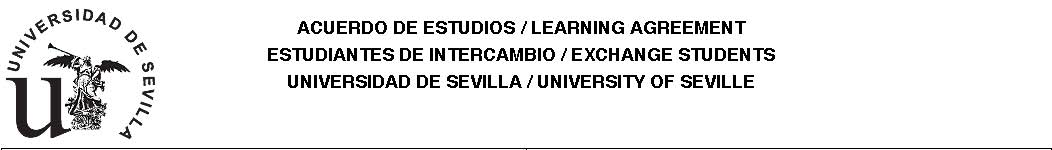 UNIVERSIDAD DE SEVILLA
u
ACUERDO DE ESTUDIOS / LEARNING AGREEMENT
ESTUDIANTES DE INTERCAMBIO / EXCHANGE STUDENTS
UNIVERSIDAD DE SEVILLA / UNIVERSITY OF SEVILLE